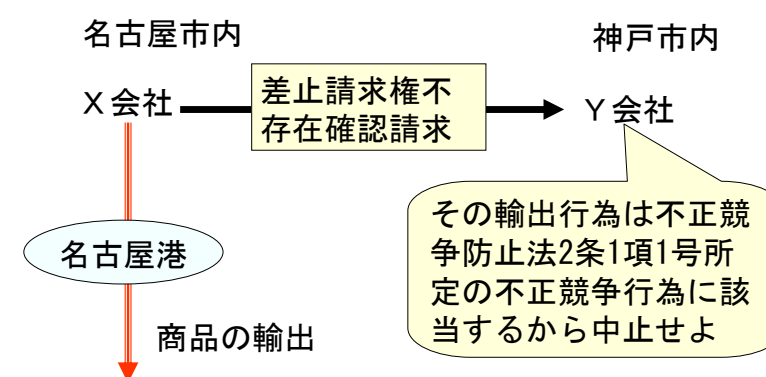 名古屋市内
神戸市内
X会社
差止請求権不
存在確認請求
Y会社
その輸出行為は不正競
争防止法2条1項1号所
定の不正競争行為に該
当するから中止せよ
名古屋港
商品の輸出